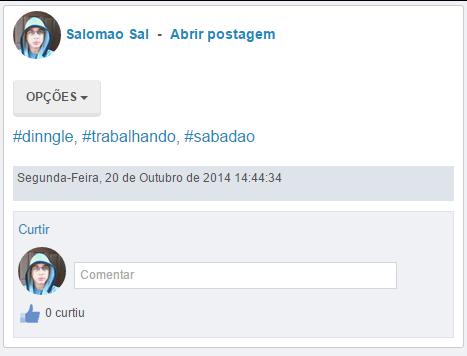 Salomao Sal - Abrir postagem
OPÇÕES
#dinngle, #trabalhando, #sabadao
Segunda-Feira, 20 de Outubro de 2014 14:44:34
Curtir
Comentar
0 curtiu